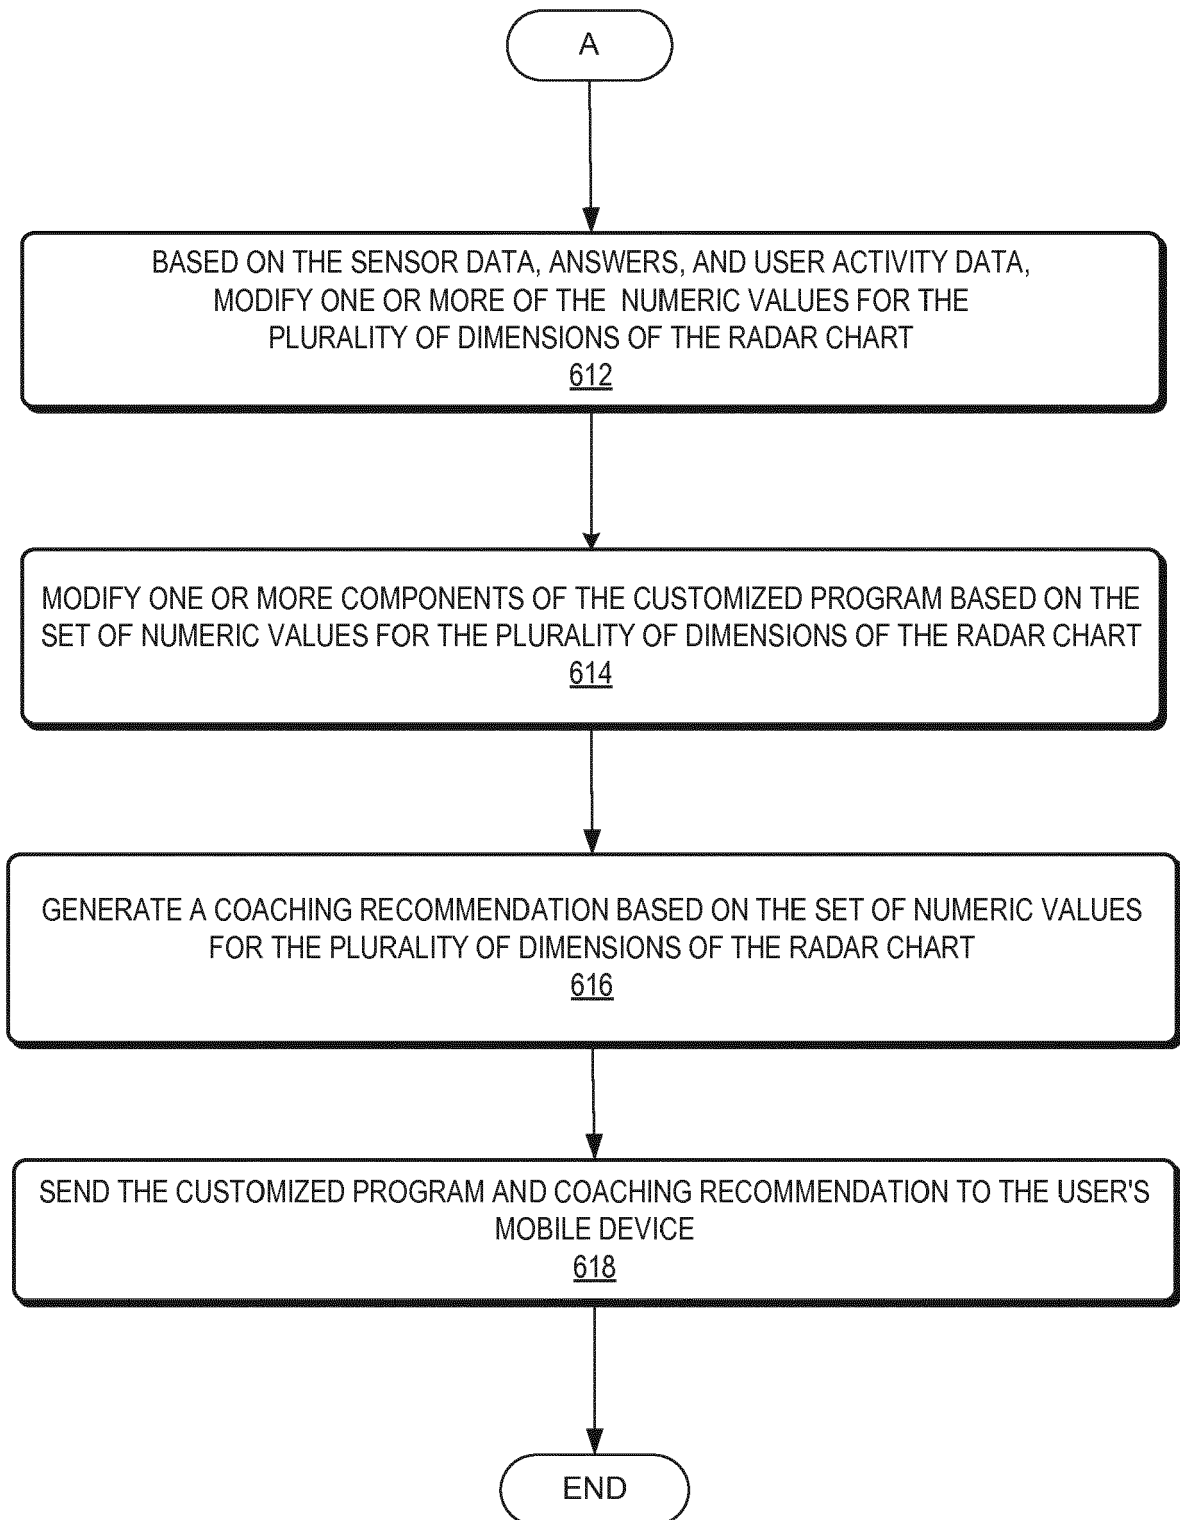 A
BASED ON THE SENSOR DATA, ANSWERS, AND USER ACTIVITY DATA,
MODIFY ONE OR MORE OF THE NUMERIC VALUES FOR THE
PLURALITY OF DIMENSIONS OF THE RADAR CHART
612
MODIFY ONE OR MORE COMPONENTS OF THE CUSTOMIZED PROGRAM BASED ON THE
SET OF NUMERIC VALUES FOR THE PLURALITY OF DIMENSIONS OF THE RADAR CHART
614
GENERATE A COACHING RECOMMENDATION BASED ON THE SET OF NUMERIC VALUES
FOR THE PLURALITY OF DIMENSIONS OF THE RADAR CHART
616
SEND THE CUSTOMIZED PROGRAM AND COACHING RECOMMENDATION TO THE USER'S
MOBILE DEVICE
618
END